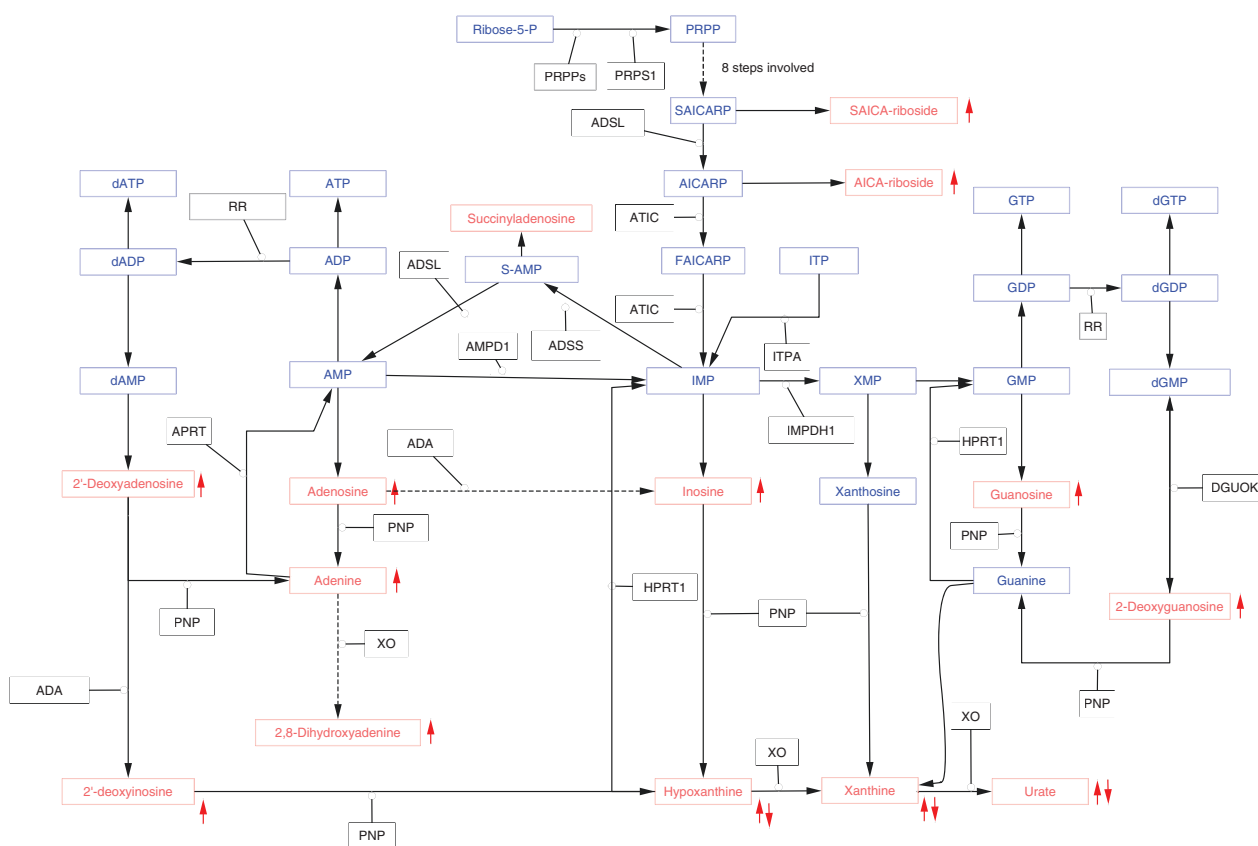 Ribose-5-P
PRPP
PRPPs
PRPS1
8 steps involved
SAICARP
SAICA-riboside
ADSL
dATP
ATP
AICARP
AICA-riboside
GTP
dGTP
RR
Succinyladenosine
ATIC
dADP
ADP
ADSL
S-AMP
FAICARP
ITP
GDP
dGDP
ATIC
RR
AMPD1
ADSS
ITPA
dAMP
AMP
IMP
XMP
GMP
dGMP
APRT
ADA
IMPDH1
HPRT1
2'-Deoxyadenosine
Adenosine
Inosine
Xanthosine
Guanosine
DGUOK
PNP
PNP
Adenine
HPRT1
Guanine
2-Deoxyguanosine
PNP
PNP
XO
ADA
PNP
2,8-Dihydroxyadenine
XO
XO
2'-deoxyinosine
Hypoxanthine
Xanthine
Urate
PNP